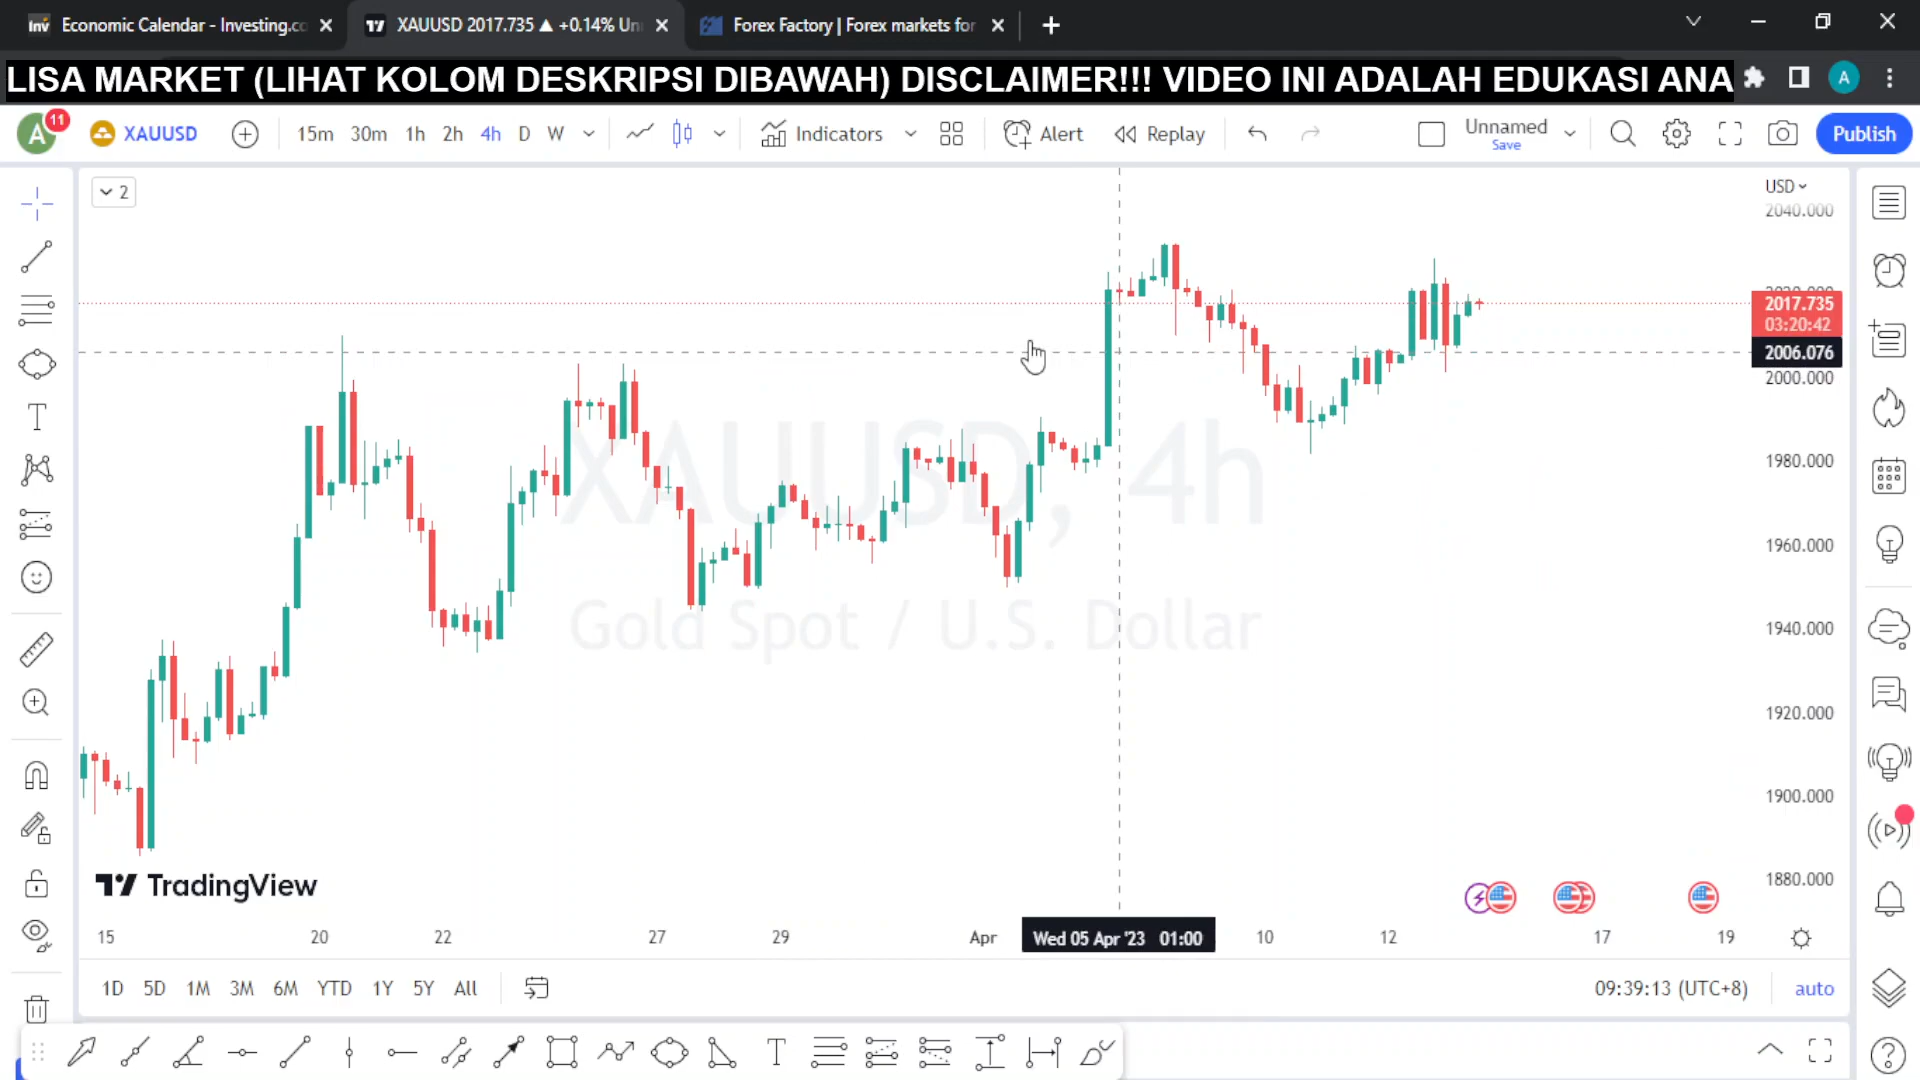 Economic Calendar - Investing.co
XAUUSD 2017.735 ▲ +0.14% Un
Forex Factory | Forex markets for
LISA MARKET (LIHAT KOLOM DESKRIPSI DIBAWAH) DISCLAIMER!!! VIDEO INI ADALAH EDUKASI ANA
A
A 11 XAUUSD 15m 30m 1h 2h 4h D W Indicators Alert Replay Unnamed Save Publish
2
USD
2040.000
2017.735
03:20:42
2006.076
2000.000
1980.000
1960.000
1940.000
1920.000
1900.000
1880.000
XAUUSD, 4h
Gold Spot / U.S. Dollar
TradingView
15 20 22 27 29 Apr Wed 05 Apr '23 01:00 10 12 17 19
1D 5D 1M 3M 6M YTD 1Y 5Y All 09:39:13 (UTC+8) auto